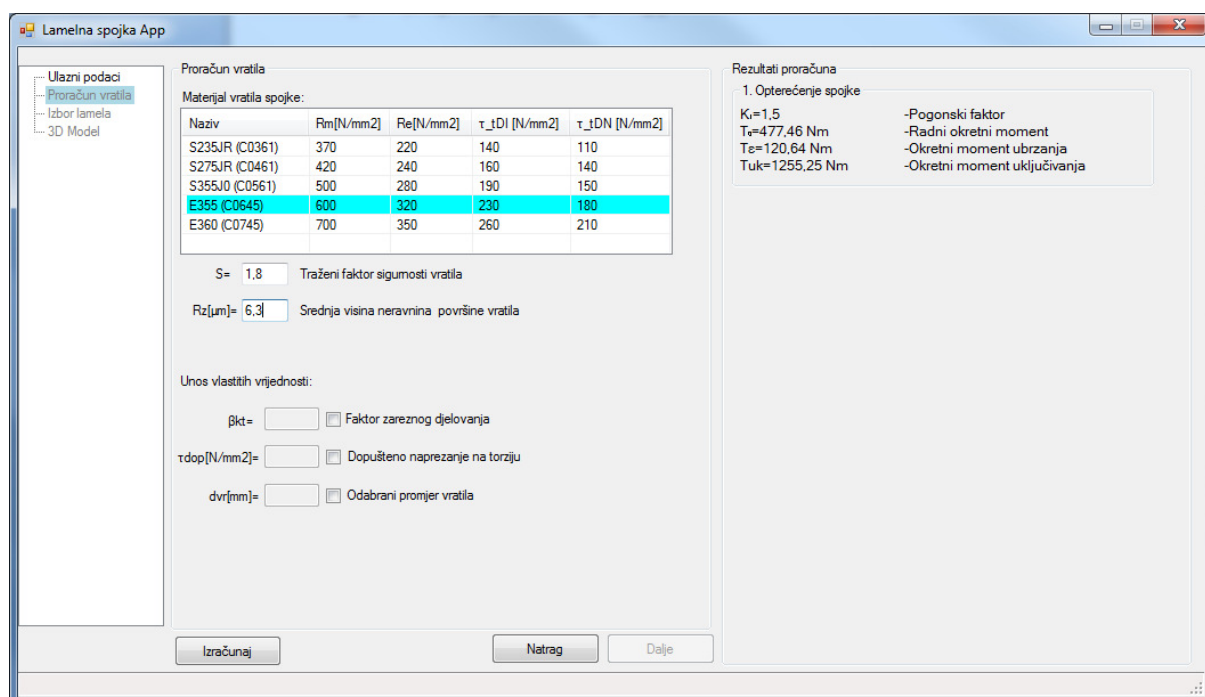 Lamelna spojka App
Ulazni podaci
Proračun vratila
Izbor lamela
3D Model
Proračun vratila
Materijal vratila spojke:
Naziv Rm[N/mm2] Re[N/mm2] τ_tDI [N/mm2] τ_tDN [N/mm2]
S235JR (C0361) 370 220 140 110
S275JR (C0461) 420 240 160 140
S355J0 (C0561) 500 280 190 150
E355 (C0645) 600 320 230 180
E360 (C0745) 700 350 260 210
S= 1,8 Traženi faktor sigurnosti vratila
Rz[μm]= 6,3 Srednja visina neravnina površine vratila
Unos vlastitih vrijednosti:
βkt= Faktor zareznog djelovanja
τdop[N/mm2]= Dopušteno naprezanje na torziju
dvr[mm]= Odabrani promjer vratila
Izračunaj
Natrag
Dalje
Rezultati proračuna
1. Opterećenje spojke
=1,5 -Pogonski faktor
=477,46 Nm -Radni okretni moment
Tε=120,64 Nm -Okretni moment ubrzanja
Tuk=1255,25 Nm -Okretni moment uključivanja